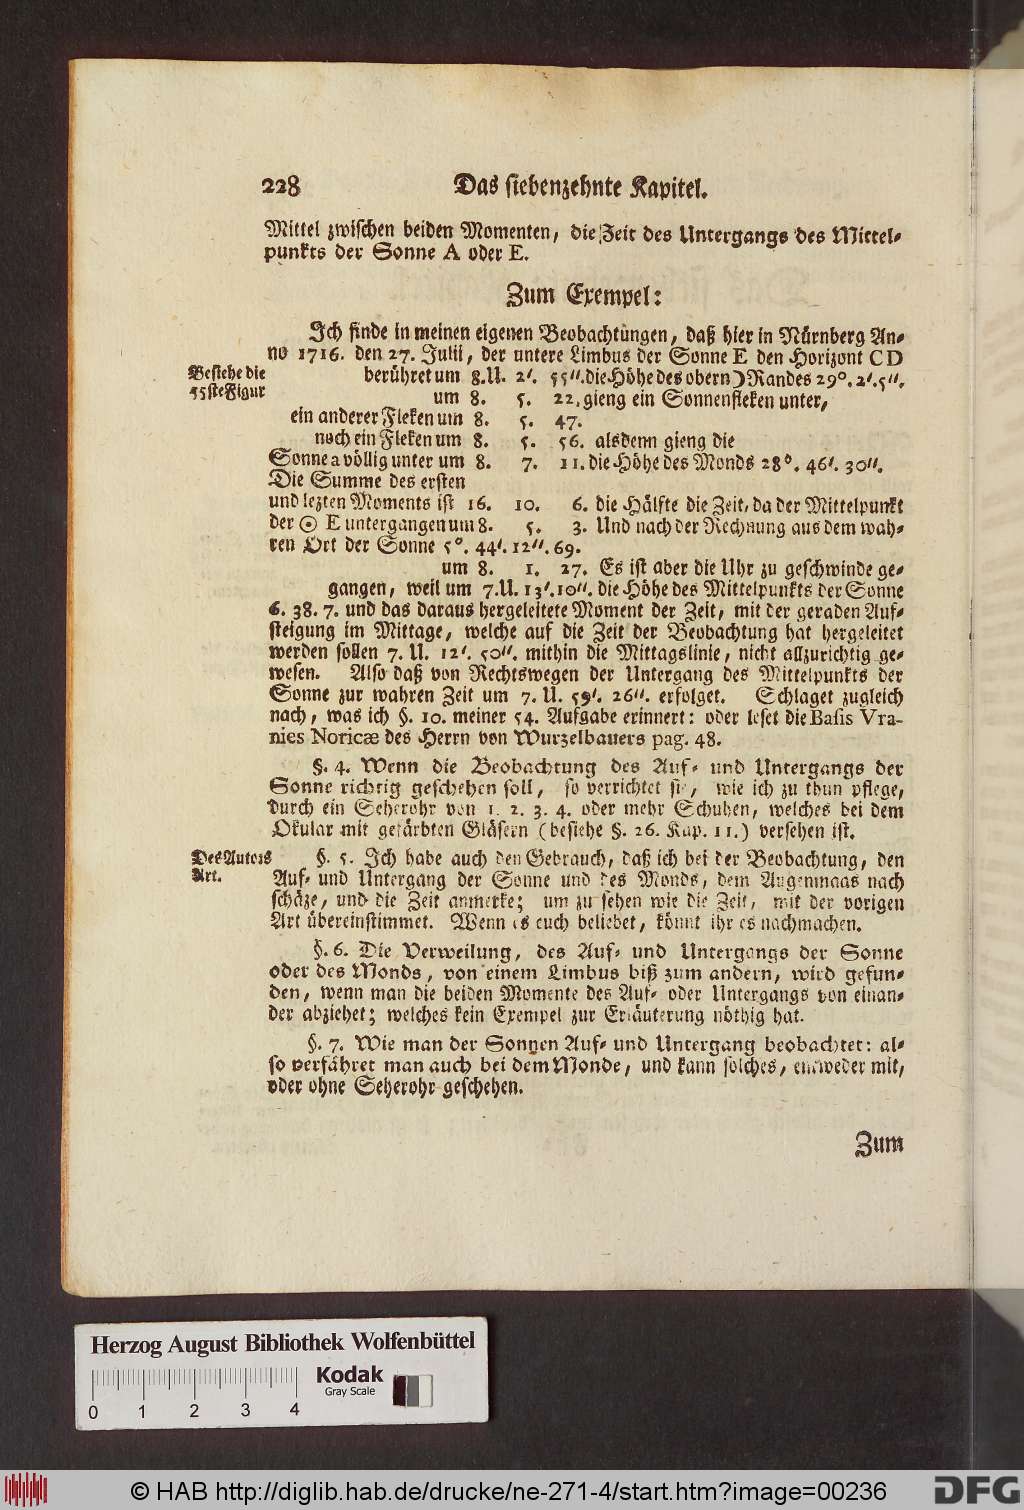 228 Das siebenzehnte Kapitel.
Mittel zwischen beiden Momenten, die Zeit des Untergangs des Mittel-
punkts der Sonne A oder E.
Zum Exempel:
Ich finde in meinen eigenen Beobachtungen, daß hier in Nürnberg An-
no 1716. den 27. Julii, der untere Limbus der Sonne E den Horizont CD
Besiehe die
55ste Figur
berühret um 8.U. 2′. 55″. die Höhe des obern ☽ Randes 29°. 2′. 5″.
um 8. 5. 22. gieng ein Sonnenfleken unter,
ein anderer Fleken um 8. 5. 47.
noch ein Fleken um 8. 5. 56. alsdenn gieng die
Sonne a völlig unter um 8. 7. 11. die Höhe des Monds 28°. 46′. 30″.
Die Summe des ersten
und lezten Moments ist 16. 10. 6. die Hälfte die Zeit, da der Mittelpunkt
der ☉ E untergangen um 8. 5. 3. Und nach der Rechnung aus dem wah-
ren Ort der Sonne 5°. 44′. 12″. 69.
um 8. 1. 27. Es ist aber die Uhr zu geschwinde ge-
gangen, weil um 7.U. 13′. 10″. die Höhe des Mittelpunkts der Sonne
6. 38. 7. und das daraus hergeleitete Moment der Zeit, mit der geraden Auf-
steigung im Mittage, welche auf die Zeit der Beobachtung hat hergeleitet
werden sollen 7. U. 12′. 50″. mithin die Mittagslinie, nicht allzurichtig ge-
wesen. Also daß von Rechtswegen der Untergang des Mittelpunkts der
Sonne zur wahren Zeit um 7. U. 59′. 26″. erfolget. Schlaget zugleich
nach, was ich §. 10. meiner 54. Aufgabe erinnert: oder leset die Basis Vra-
nies Noricæ des Herrn von Wurzelbauers pag. 48.
§. 4. Wenn die Beobachtung des Auf- und Untergangs der
Sonne richtig geschehen soll, so verrichtet sie, wie ich zu thun pflege,
durch ein Seherohr von 1. 2. 3. 4. oder mehr Schuhen, welches bei dem
Okular mit gefärbten Gläsern (besiehe §. 26. Kap. 11.) versehen ist.
Des Autors
Art.
§. 5. Ich habe auch den Gebrauch, daß ich bei der Beobachtung, den
Auf- und Untergang der Sonne und des Monds, dem Augenmaas nach
schäze, und die Zeit anmerke; um zu sehen wie die Zeit, mit der vorigen
Art übereinstimmet. Wenn es euch beliebet, könnt ihr es nachmachen.
§. 6. Die Verweilung, des Auf- und Untergangs der Sonne
oder des Monds, von einem Limbus biß zum andern, wird gefun-
den, wenn man die beiden Momente des Auf- oder Untergangs von einan-
der abziehet; welches kein Exempel zur Erläuterung nöthig hat.
§. 7. Wie man der Sonnen Auf- und Untergang beobachtet: al-
so verfähret man auch bei dem Monde, und kann solches, entweder mit,
oder ohne Seherohr geschehen.
Zum
Herzog August Bibliothek Wolfenbüttel
Kodak
Gray Scale
0 1 2 3 4
© HAB http://diglib.hab.de/drucke/ne-271-4/start.htm?image=00236
DFG